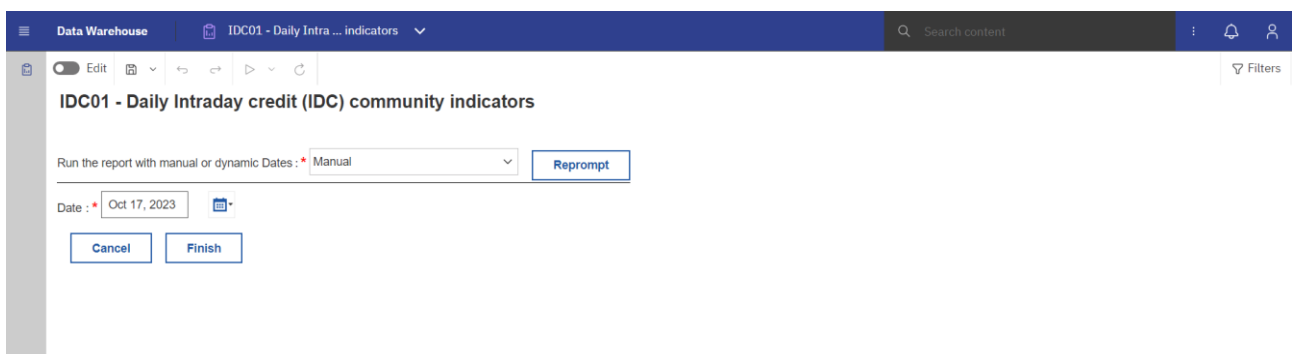 Data Warehouse IDC01 - Daily Intra ... indicators Search content
Edit Filters
IDC01 - Daily Intraday credit (IDC) community indicators
Run the report with manual or dynamic Dates : * Manual Reprompt
Date : * Oct 17, 2023
Cancel Finish